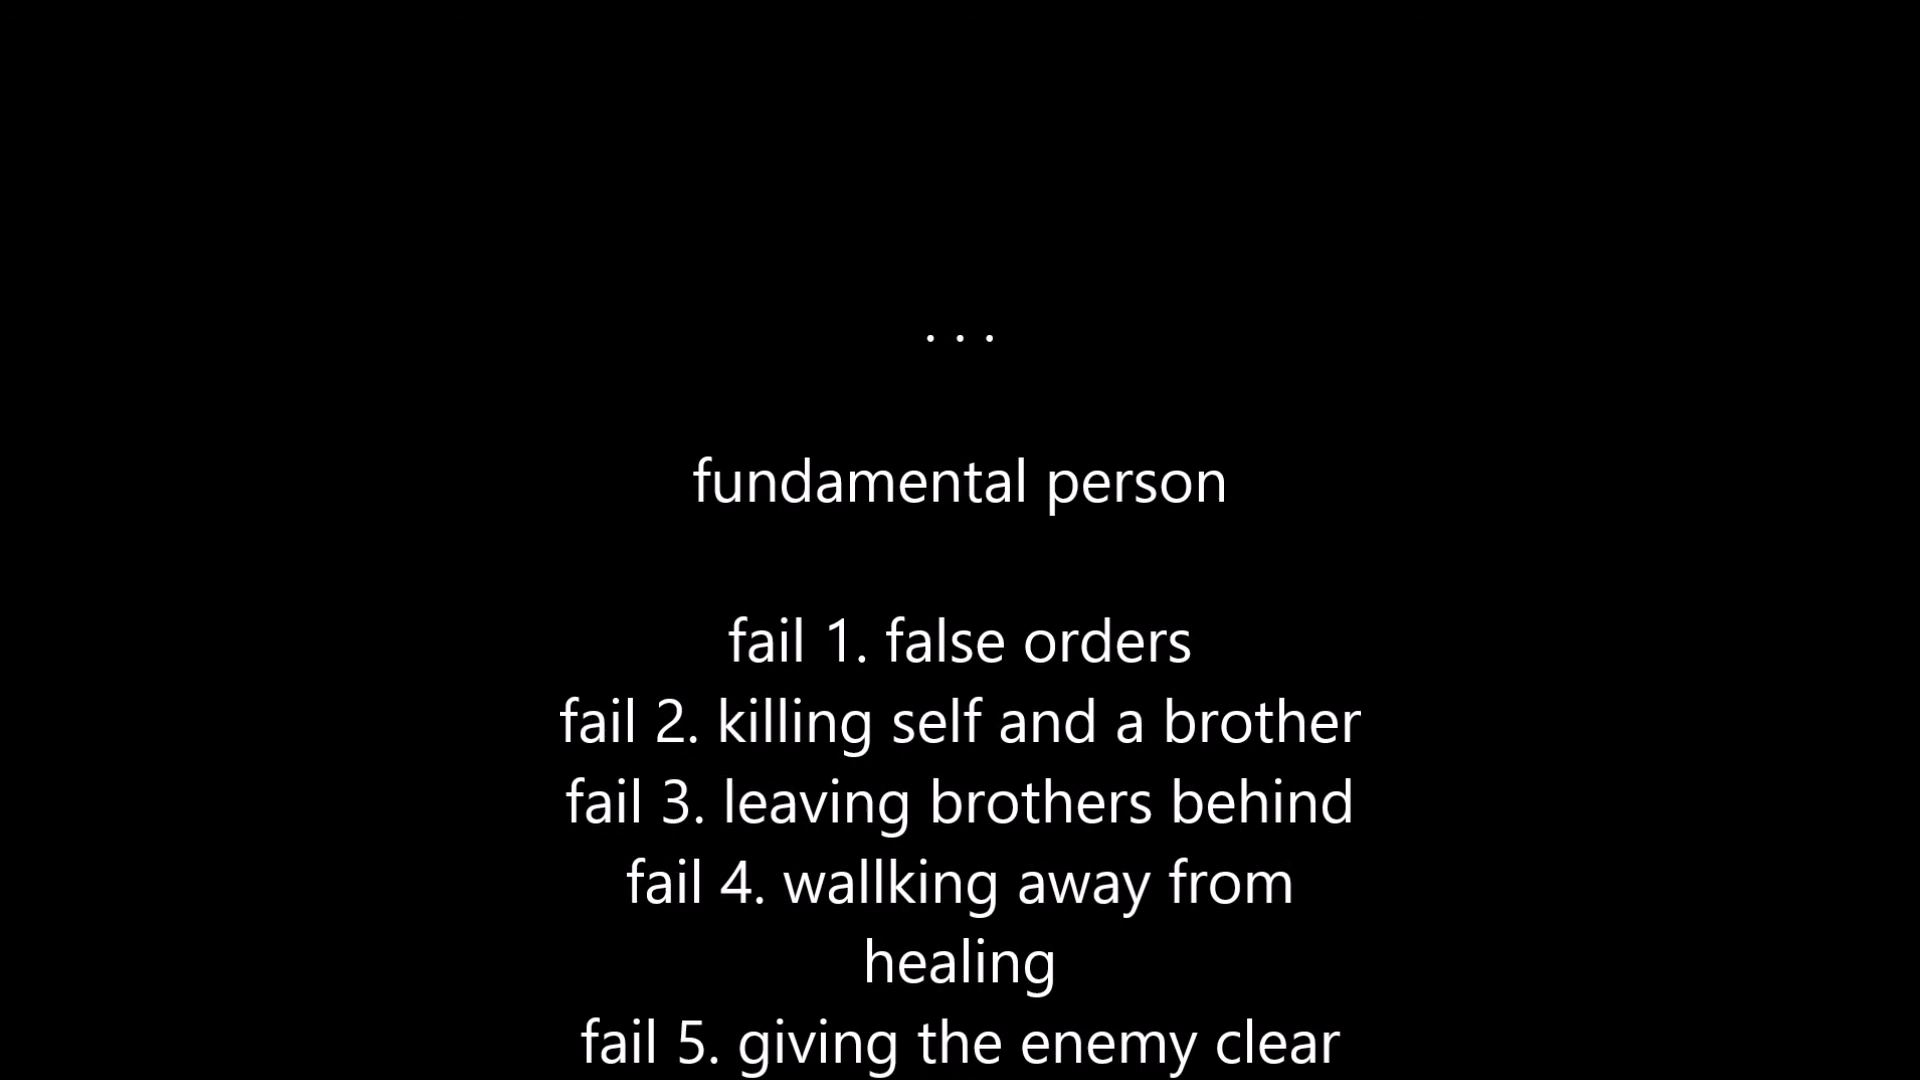 . . .
fundamental person
fail 1. false orders
fail 2. killing self and a brother
fail 3. leaving brothers behind
fail 4. wallking away from
healing
fail 5. giving the enemy clear